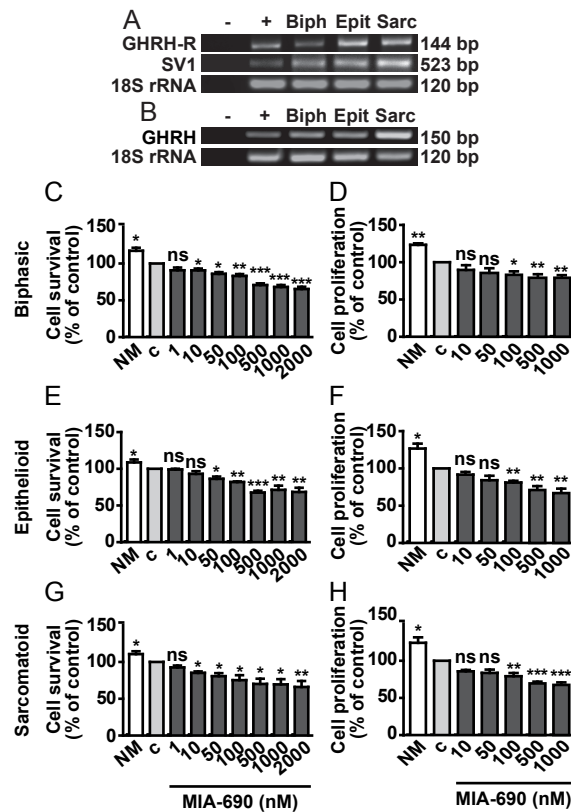 A
- + Biph Epit Sarc
GHRH-R 144 bp
SV1 523 bp
18S rRNA 120 bp
B
- + Biph Epit Sarc
GHRH 150 bp
18S rRNA 120 bp
C
Biphasic
Cell survival
(% of control)
150
100
50
0
* ns * * ** *** *** ***
NM c 1 10 50 100 500 1000 2000
D
Cell proliferation
(% of control)
150
100
50
0
** ns ns * ** **
NM c 10 50 100 500 1000
E
Epithelioid
Cell survival
(% of control)
150
100
50
0
* ns ns * ** *** ** **
NM c 1 10 50 100 500 1000 2000
F
Cell proliferation
(% of control)
150
100
50
0
* ns ns ** ** **
NM c 10 50 100 500 1000
G
Sarcomatoid
Cell survival
(% of control)
150
100
50
0
* ns * * * * * **
NM c 1 10 50 100 500 1000 2000
MIA-690 (nM)
H
Cell proliferation
(% of control)
150
100
50
0
* ns ns ** *** ***
NM c 10 50 100 500 1000
MIA-690 (nM)